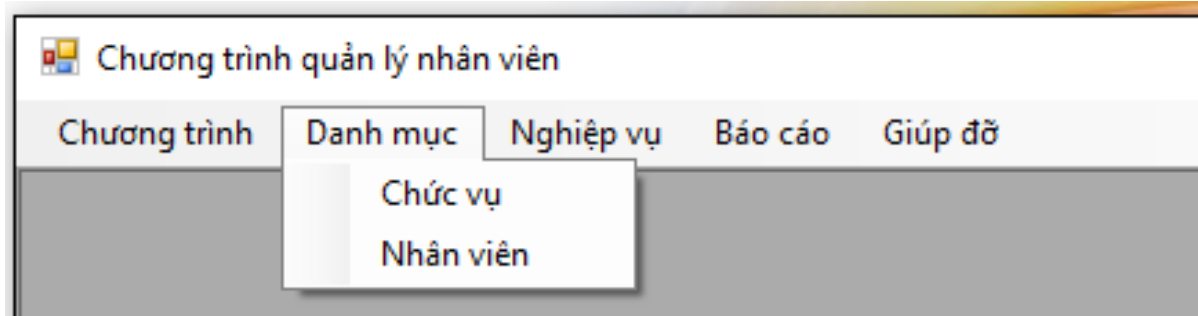 Chương trình quản lý nhân viên
Chương trình Danh mục Nghiệp vụ Báo cáo Giúp đỡ
Chức vụ
Nhân viên